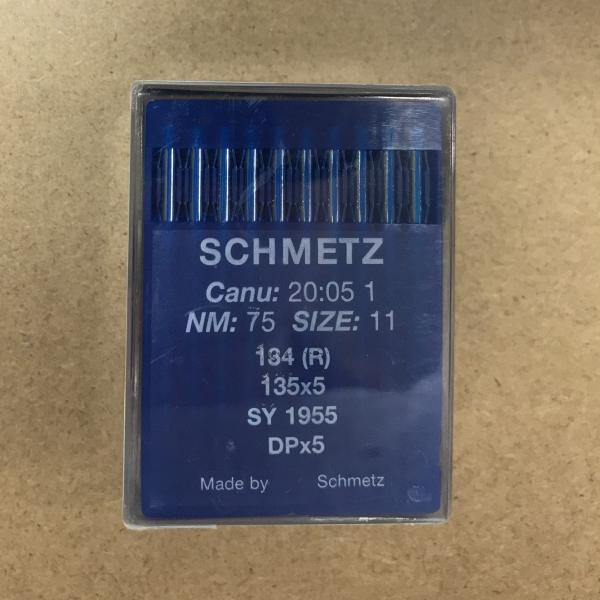 SCHMETZ
Canu: 20:05 1
NM: 75 SIZE: 11
134 (R)
135x5
SY 1955
DPx5
Made by Schmetz